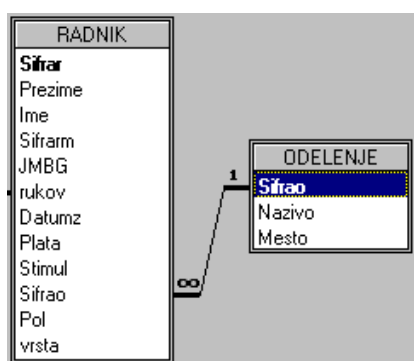 RADNIK
Sifrar
Prezime
Ime
Sifrarm
JMBG
rukov
Datumz
Plata
Stimul
Sifrao
Pol
vrsta
1
∞
ODELENJE
Sifrao
Nazivo
Mesto